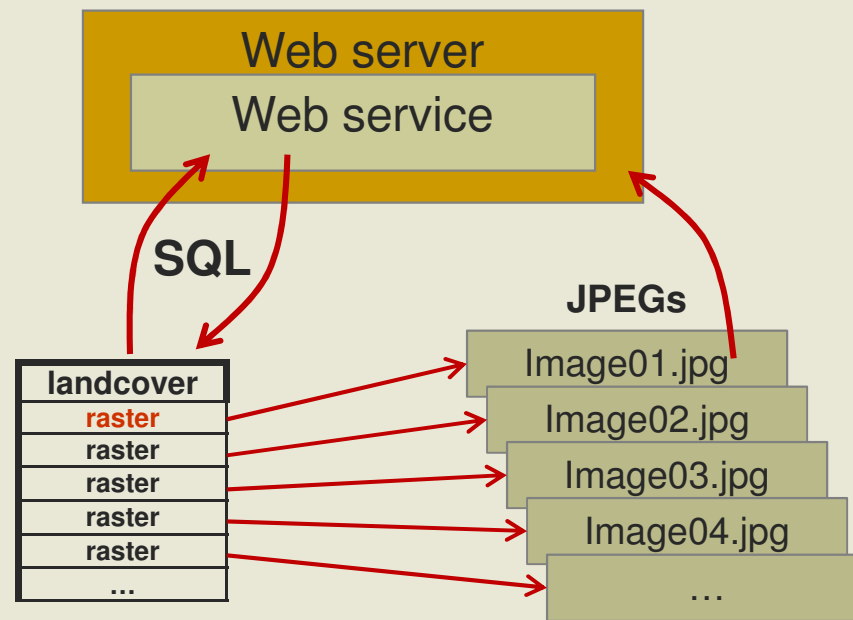 Web server
Web service
SQL
JPEGs
landcover
raster
raster
raster
raster
raster
…
Image01.jpg
Image02.jpg
Image03.jpg
Image04.jpg
…